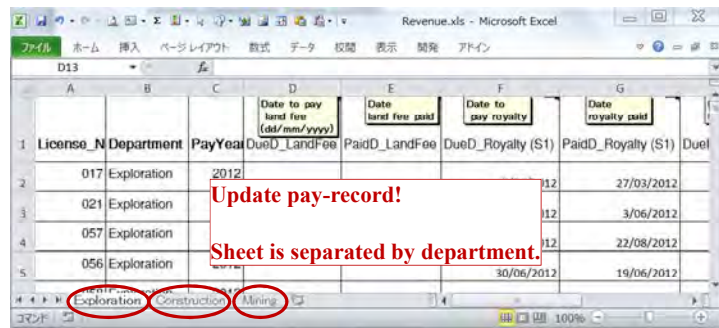 Revenue.xls - Microsoft Excel
ファイル ホーム 挿入 ページ レイアウト 数式 データ 校閲 表示 開発 アドイン
D13 fx
A B C D E F G
Date to pay land fee (dd/mm/yyyy) Date land fee paid Date to pay royalty Date royalty paid
1 License_N Department PayYear DueD_LandFee PaidD_LandFee DueD_Royalty (S1) PaidD_Royalty (S1) Duel
2 017 Exploration 2012 012 27/03/2012
Update pay-record!
3 021 Exploration 012 3/06/2012
4 057 Exploration 012 22/08/2012
Sheet is separated by department.
5 056 Exploration 2012 30/06/2012 19/06/2012
Exploration Construction Mining
コマンド 100%